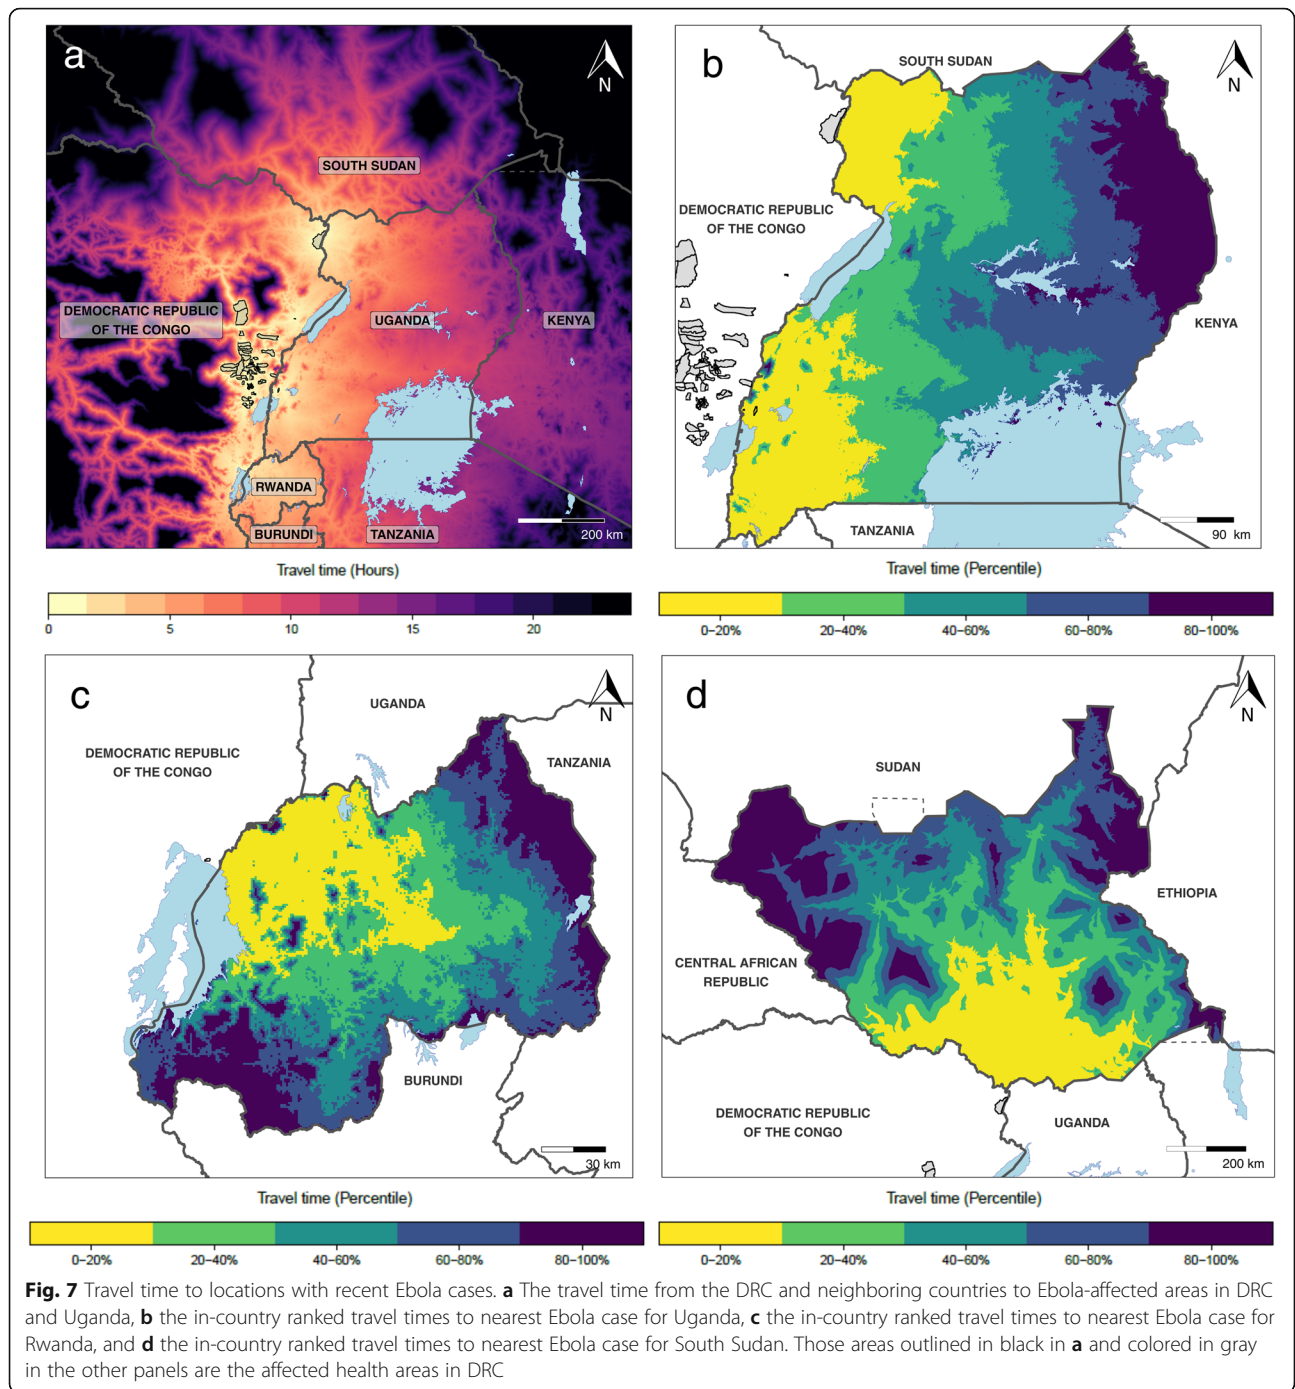 a
N
SOUTH SUDAN
DEMOCRATIC REPUBLIC
OF THE CONGO
UGANDA
KENYA
RWANDA
BURUNDI
TANZANIA
200 km
Travel time (Hours)
0 5 10 15 20
b
N
SOUTH SUDAN
DEMOCRATIC REPUBLIC
OF THE CONGO
KENYA
TANZANIA
90 km
Travel time (Percentile)
0–20% 20–40% 40–60% 60–80% 80–100%
c
N
UGANDA
DEMOCRATIC REPUBLIC
OF THE CONGO
TANZANIA
BURUNDI
30 km
Travel time (Percentile)
0–20% 20–40% 40–60% 60–80% 80–100%
d
N
SUDAN
ETHIOPIA
CENTRAL AFRICAN
REPUBLIC
DEMOCRATIC REPUBLIC
OF THE CONGO
UGANDA
200 km
Travel time (Percentile)
0–20% 20–40% 40–60% 60–80% 80–100%
Fig. 7 Travel time to locations with recent Ebola cases. a The travel time from the DRC and neighboring countries to Ebola-affected areas in DRC
and Uganda, b the in-country ranked travel times to nearest Ebola case for Uganda, c the in-country ranked travel times to nearest Ebola case for
Rwanda, and d the in-country ranked travel times to nearest Ebola case for South Sudan. Those areas outlined in black in a and colored in gray
in the other panels are the affected health areas in DRC